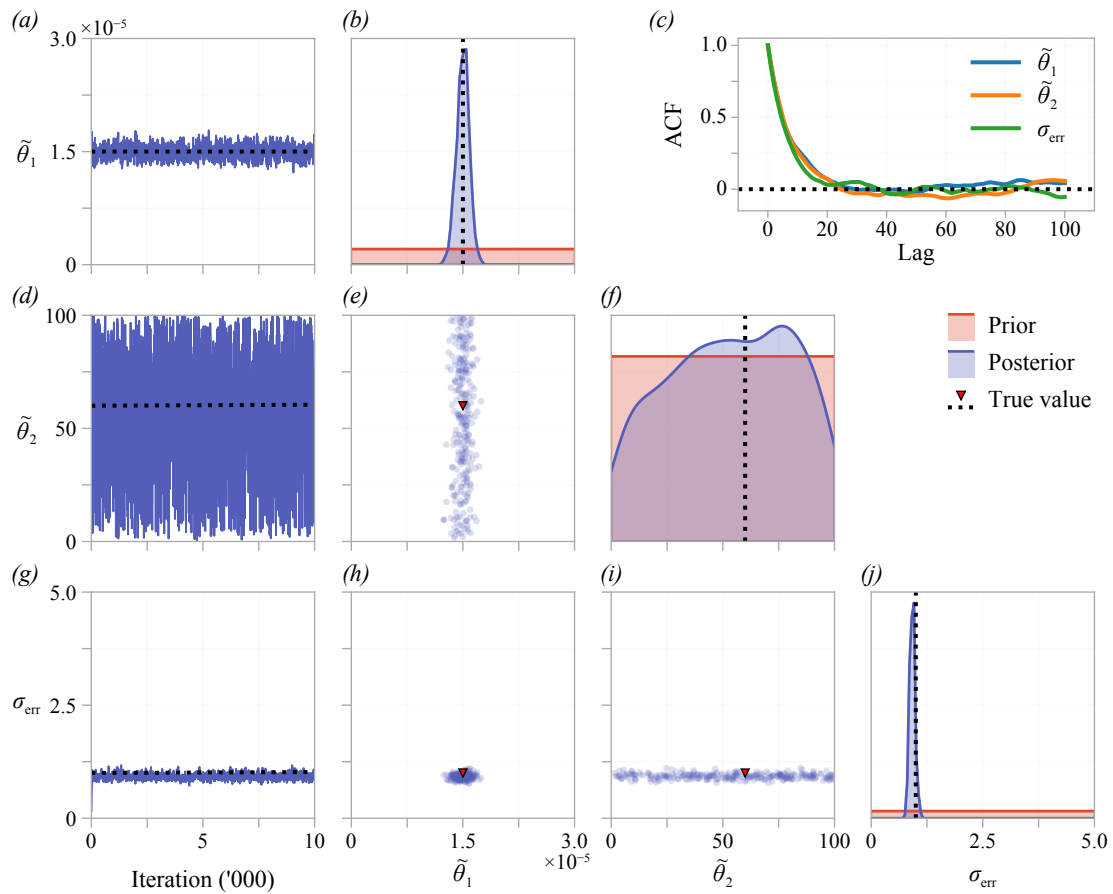 (a)
×10⁻⁵
3.0
1.5
0
θ̃₁
(b)
(c)
1.0
0.5
0
ACF
θ̃₁
θ̃₂
σ_err
0 20 40 60 80 100
Lag
(d)
100
50
0
θ̃₂
(e)
(f)
Prior
Posterior
True value
(g)
5.0
2.5
0
σ_err
0 5 10
Iteration ('000)
(h)
1.5 3.0
×10⁻⁵
θ̃₁
(i)
0 50 100
θ̃₂
(j)
0 2.5 5.0
σ_err